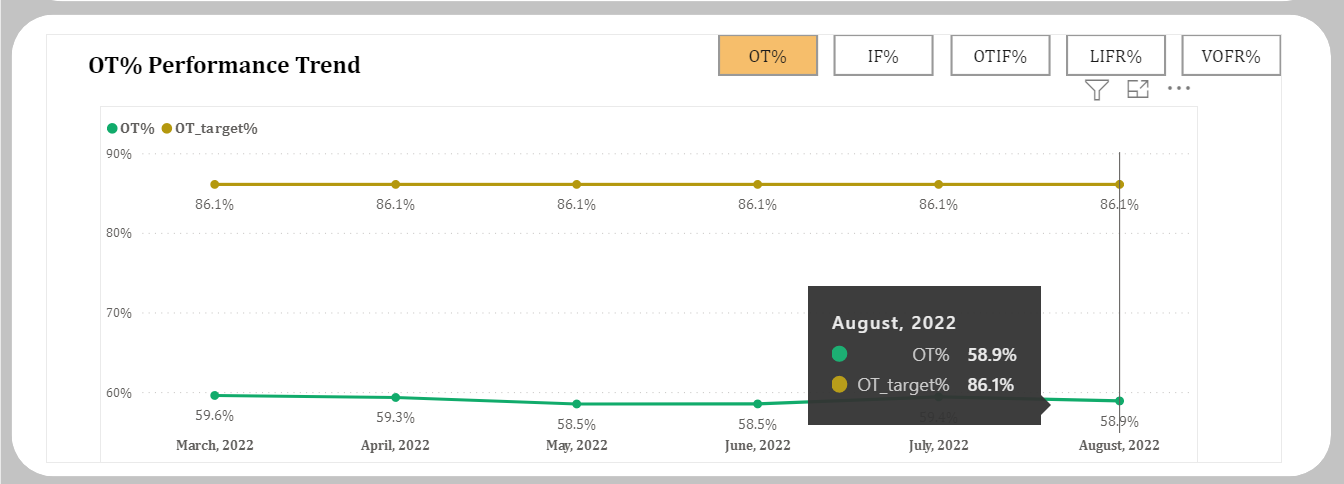 OT% Performance Trend
OT% IF% OTIF% LIFR% VOFR%
OT% OT_target%
90%
86.1% 86.1% 86.1% 86.1% 86.1% 86.1%
80%
70%
August, 2022
OT% 58.9%
OT_target% 86.1%
60%
59.6% 59.3% 58.5% 58.5% 59.4% 58.9%
March, 2022 April, 2022 May, 2022 June, 2022 July, 2022 August, 2022